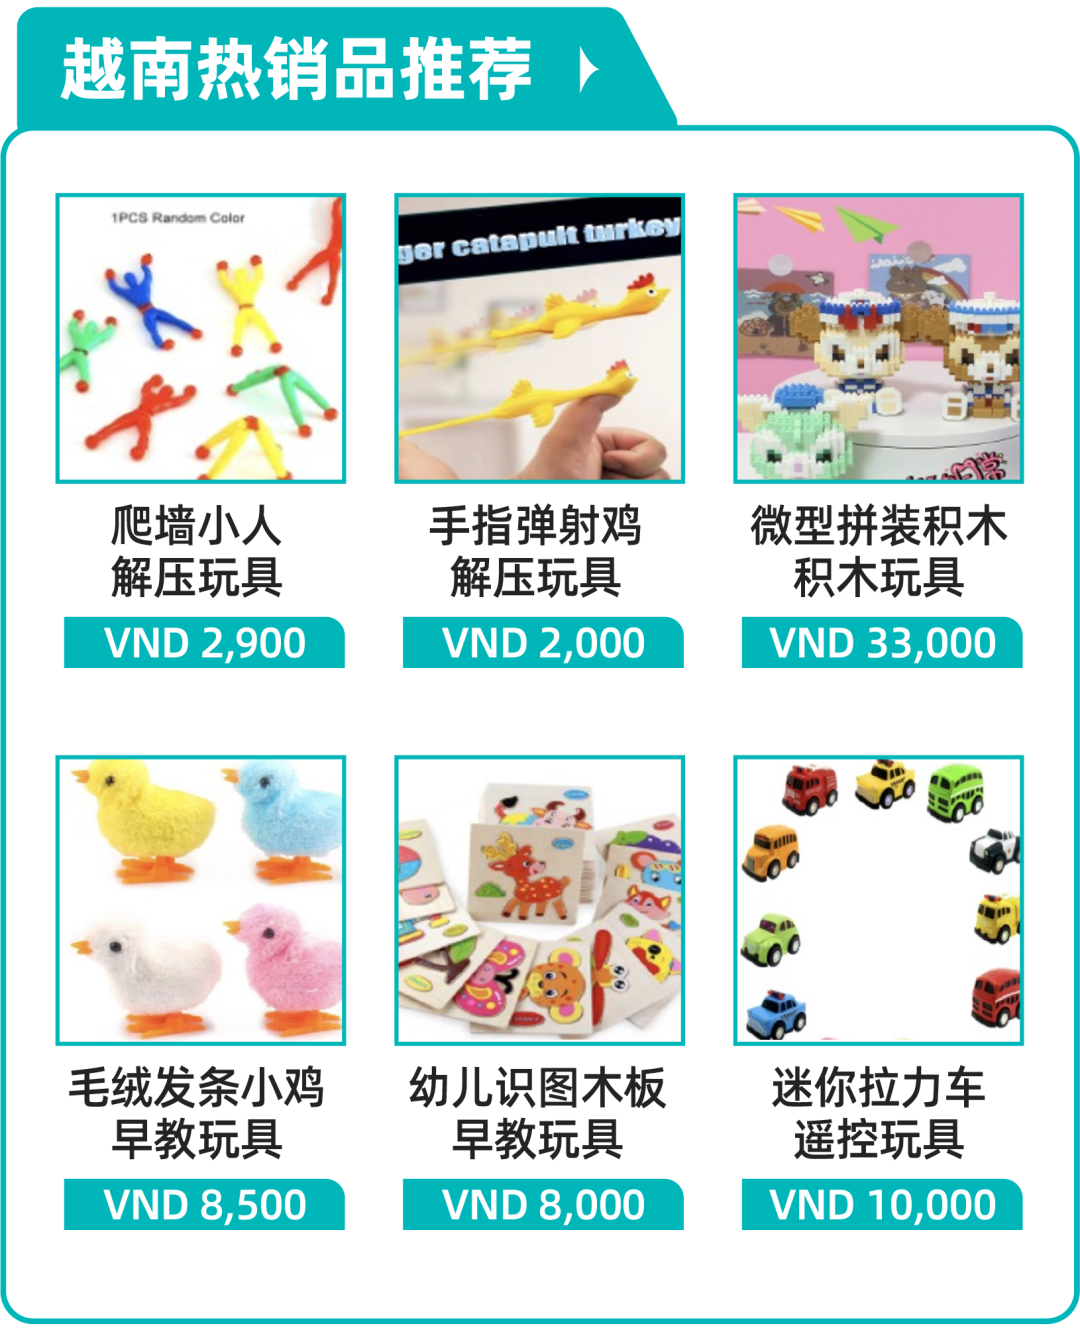 越南热销品推荐
1PCS Random Color
ger catapult turkey
爬墙小人
解压玩具
VND 2,900
手指弹射鸡
解压玩具
VND 2,000
微型拼装积木
积木玩具
VND 33,000
毛绒发条小鸡
早教玩具
VND 8,500
幼儿识图木板
早教玩具
VND 8,000
迷你拉力车
遥控玩具
VND 10,000